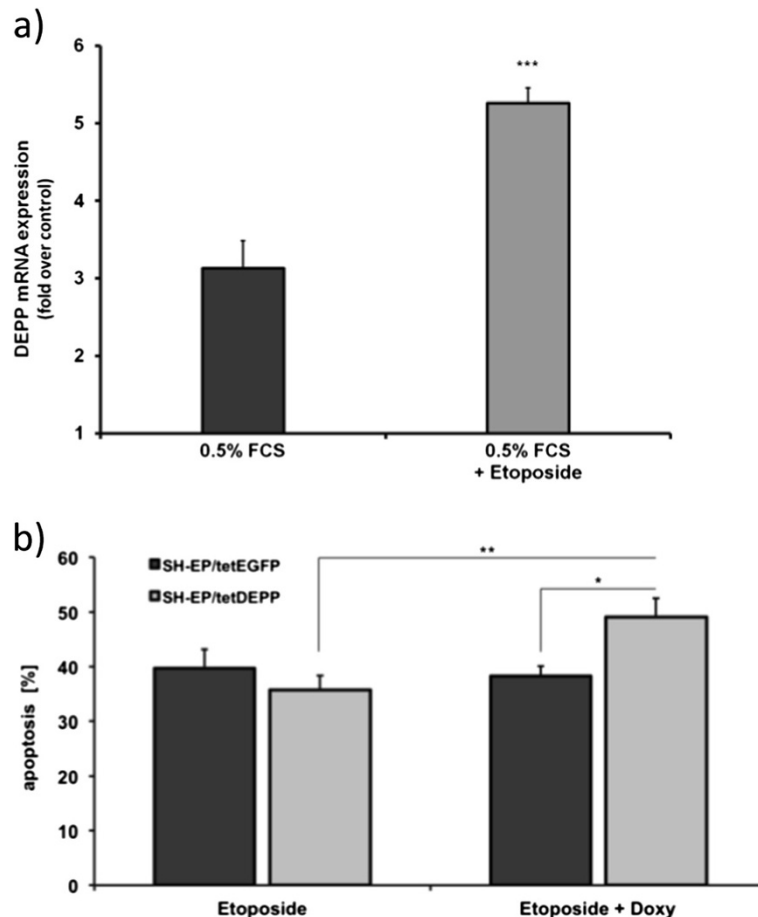 a)
DEPP mRNA expression
(fold over control)
6
5
4
3
2
1
***
0.5% FCS
0.5% FCS
+ Etoposide
b)
apoptosis [%]
60
50
40
30
20
10
0
SH-EP/tetEGFP
SH-EP/tetDEPP
**
*
Etoposide
Etoposide + Doxy